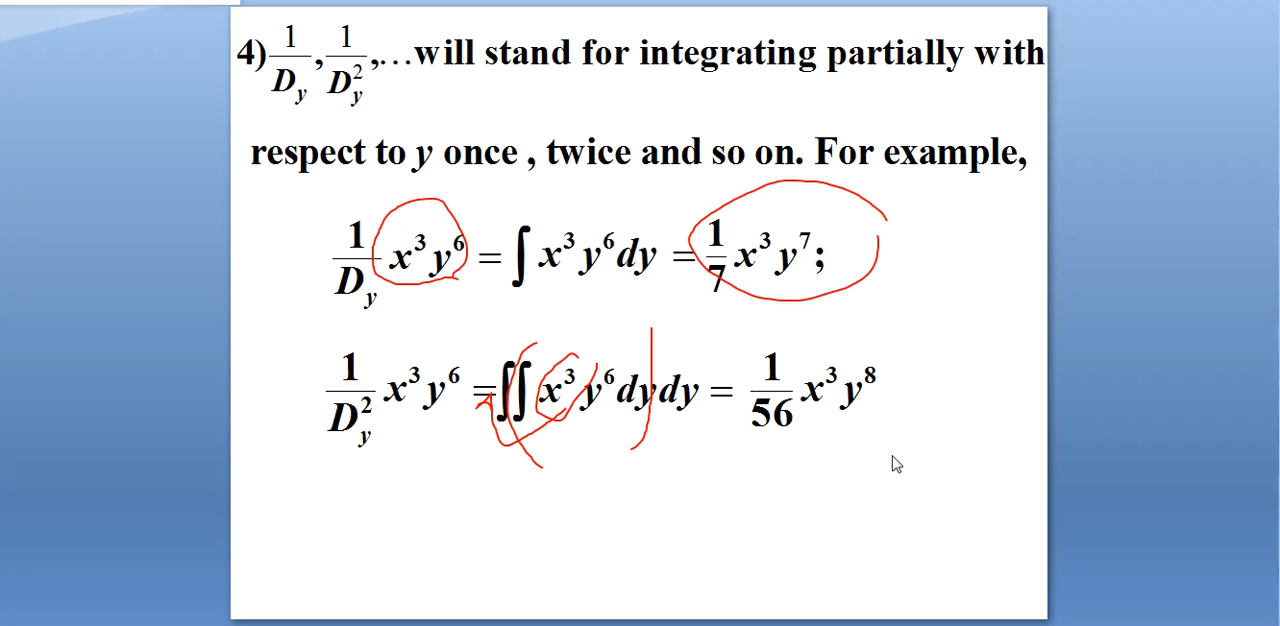 4) 1/D_y, 1/D_y^2, ...will stand for integrating partially with
respect to y once , twice and so on. For example,
1/D_y x^3 y^6 = ∫ x^3 y^6 dy = 1/7 x^3 y^7;
1/D_y^2 x^3 y^6 = ∫∫ x^3 y^6 dy dy = 1/56 x^3 y^8